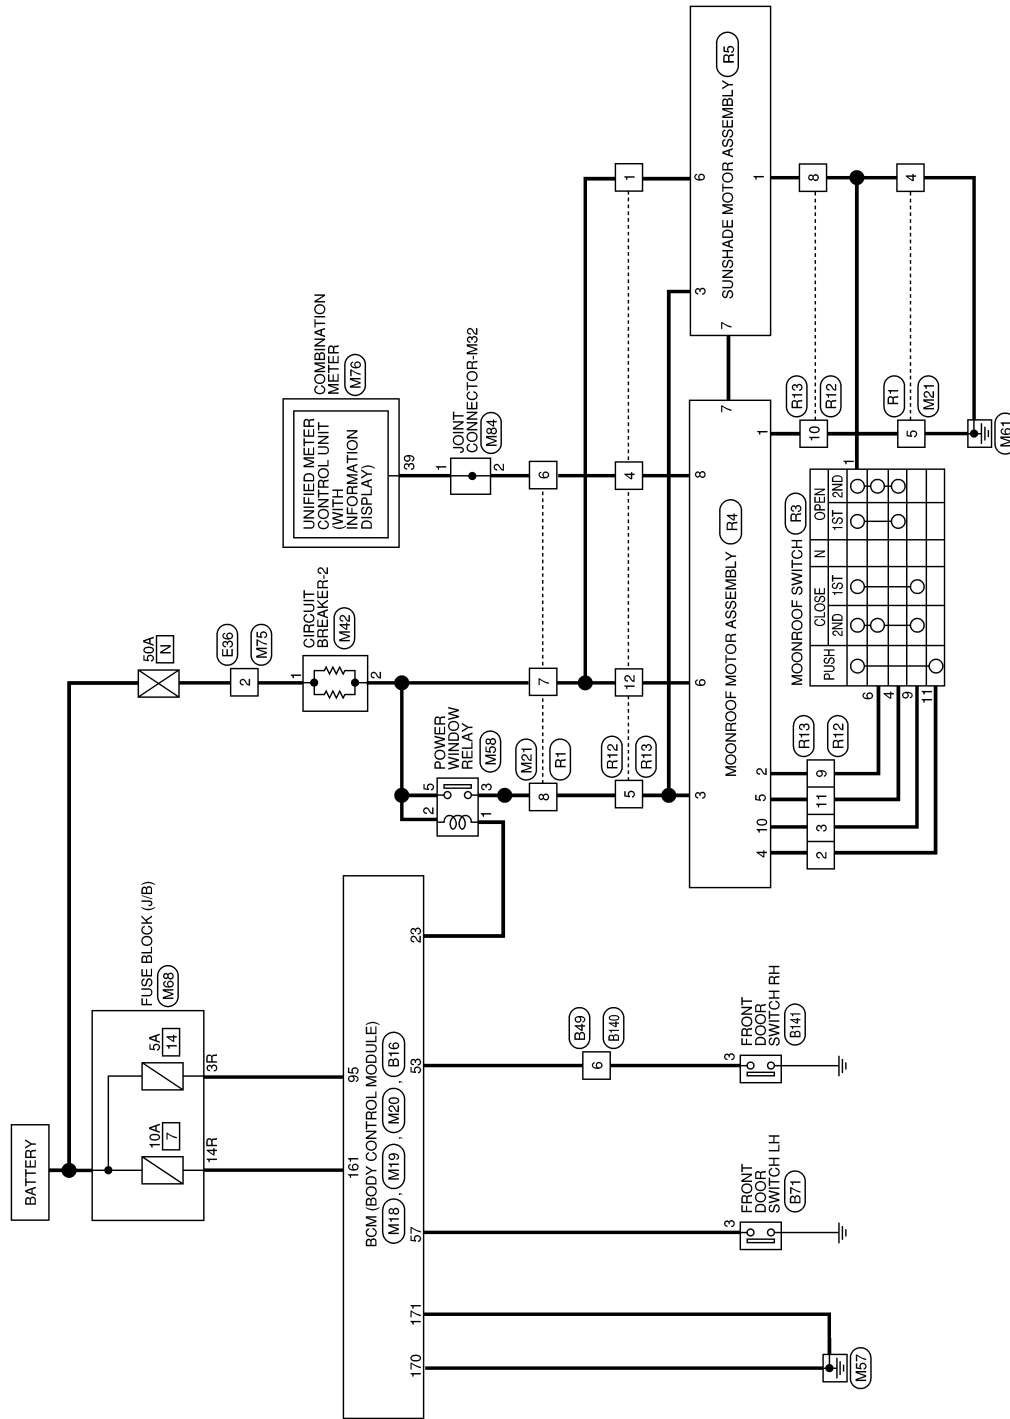 BATTERY
FUSE BLOCK (J/B)
M68
10A
7
5A
14
14R
3R
50A
N
E36
M75
2
CIRCUIT
BREAKER-2
M42
1
2
COMBINATION
METER
M76
UNIFIED METER
CONTROL UNIT
(WITH
INFORMATION
DISPLAY)
39
JOINT
CONNECTOR-M32
M84
1
2
POWER
WINDOW
RELAY
M58
5
2
3
1
161
95
BCM (BODY CONTROL MODULE)
M18 , M19 , M20 , B16
170
171
57
53
23
M21
R1
8
7
6
R12
R13
5
12
4
1
3
6
8
MOONROOF MOTOR ASSEMBLY R4
7
4
10
5
2
1
3
6
SUNSHADE MOTOR ASSEMBLY R5
7
1
R13
R12
2
3
11
9
R13
R12
10
8
R1
M21
5
4
M61
MOONROOF SWITCH R3
PUSH
CLOSE
N
OPEN
2ND
1ST
1ST
2ND
1
6
4
9
11
B49
B140
6
3
FRONT
DOOR
SWITCH RH
B141
3
FRONT
DOOR
SWITCH LH
B71
M57